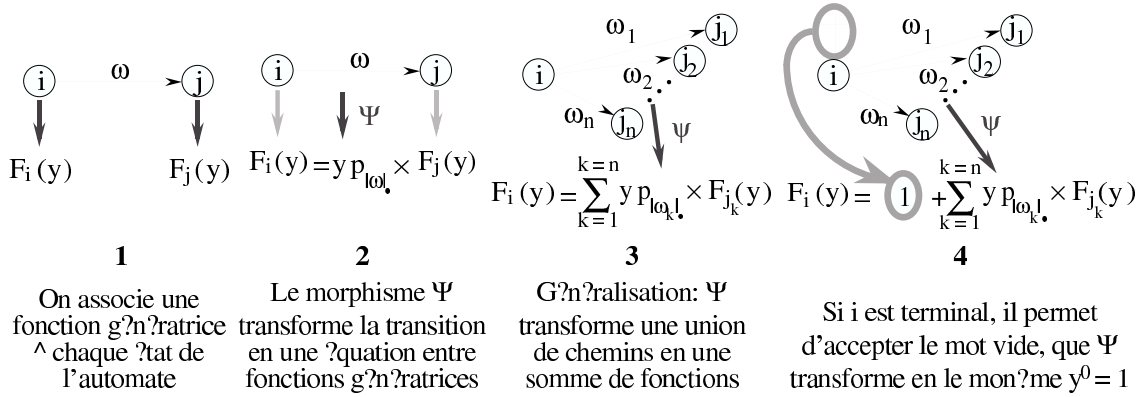 i ω j
F_i(y) F_j(y)
1
On associe une
fonction g?n?ratrice
^ chaque ?tat de
l'automate
i ω j
Ψ
F_i(y) = y p_|ω|• × F_j(y)
2
Le morphisme Ψ
transforme la transition
en une ?quation entre
fonctions g?n?ratrices
ω_1 j_1
i ω_2 j_2
ω_n j_n
ψ
F_i(y) = ∑_{k=1}^{k=n} y p_|ω_k|• × F_{j_k}(y)
3
G?n?ralisation: Ψ
transforme une union
de chemins en une
somme de fonctions
ω_1 j_1
i ω_2 j_2
ω_n j_n
ψ
F_i(y) = 1 + ∑_{k=1}^{k=n} y p_|ω_k|• × F_{j_k}(y)
4
Si i est terminal, il permet
d'accepter le mot vide, que Ψ
transforme en le mon?me y^0 = 1